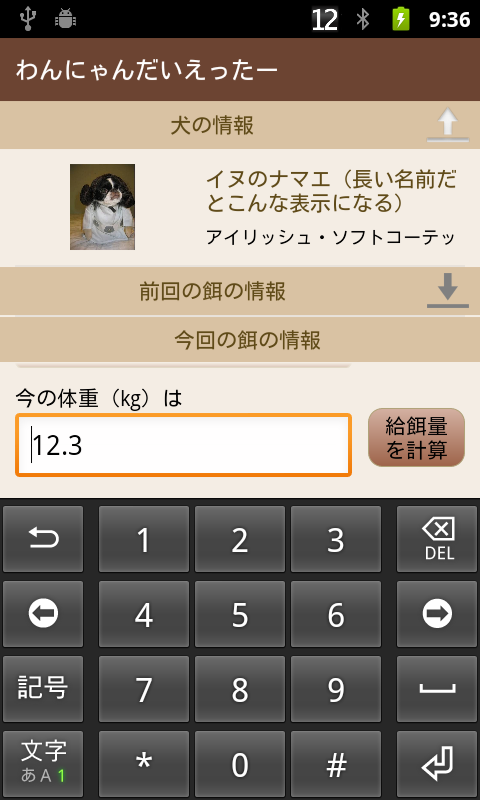 12 9:36
わんにゃんだいえったー
犬の情報
イヌのナマエ（長い名前だ
とこんな表示になる）
アイリッシュ・ソフトコーテッ
前回の餌の情報
今回の餌の情報
今の体重（kg）は
12.3
給餌量
を計算
1 2 3 DEL
4 5 6
記号 7 8 9
文字
あA1 * 0 #